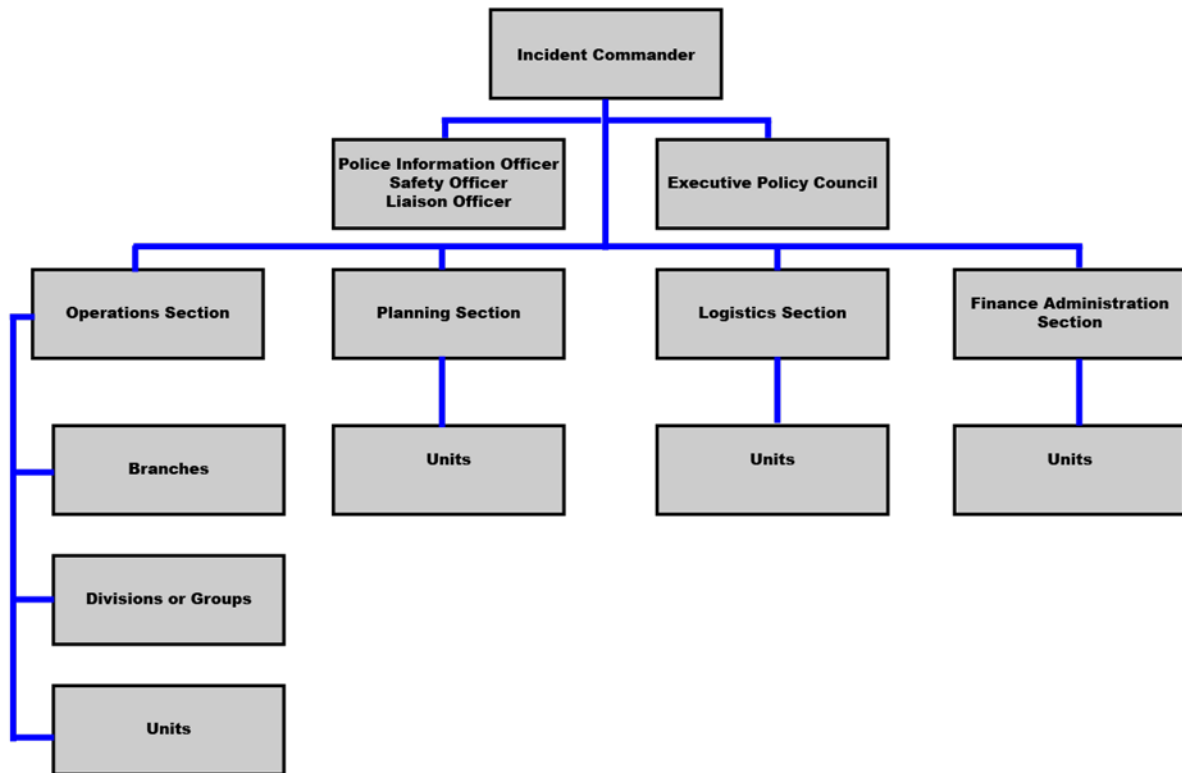 Incident Commander
Police Information Officer
Safety Officer
Liaison Officer
Executive Policy Council
Operations Section
Planning Section
Logistics Section
Finance Administration
Section
Branches
Units
Units
Units
Divisions or Groups
Units